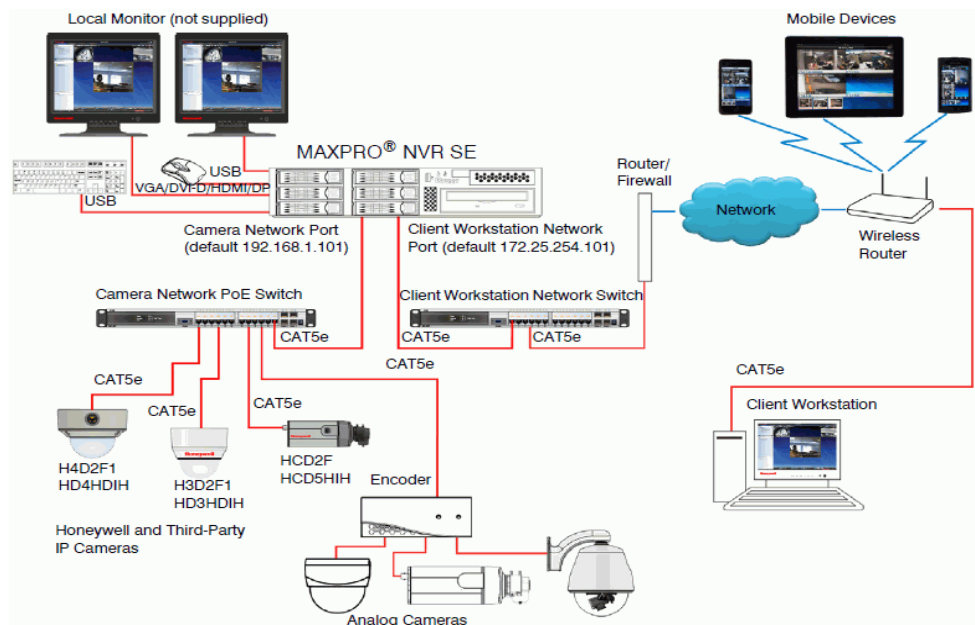 Local Monitor (not supplied)
Mobile Devices
MAXPRO® NVR SE
USB
VGA/DVI-D/HDMI/DP
USB
Router/
Firewall
Network
Wireless
Router
Camera Network Port
(default 192.168.1.101)
Client Workstation Network
Port (default 172.25.254.101)
Camera Network PoE Switch
Client Workstation Network Switch
CAT5e
CAT5e
CAT5e
CAT5e
CAT5e
CAT5e
CAT5e
CAT5e
Client Workstation
Honeywell
Honeywell
H4D2F1
HD4HDIH
H3D2F1
HD3HDIH
HCD2F
HCD5HIH
Encoder
Honeywell and Third-Party
IP Cameras
Analog Cameras